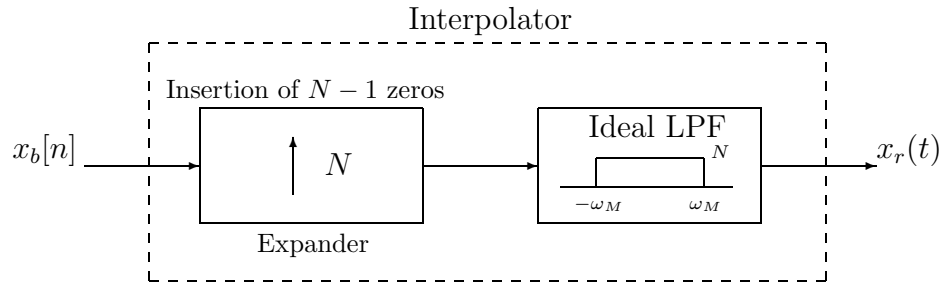 Interpolator
Insertion of N − 1 zeros
x_b[n]
↑ N
Expander
Ideal LPF
N
−ω_M ω_M
x_r(t)